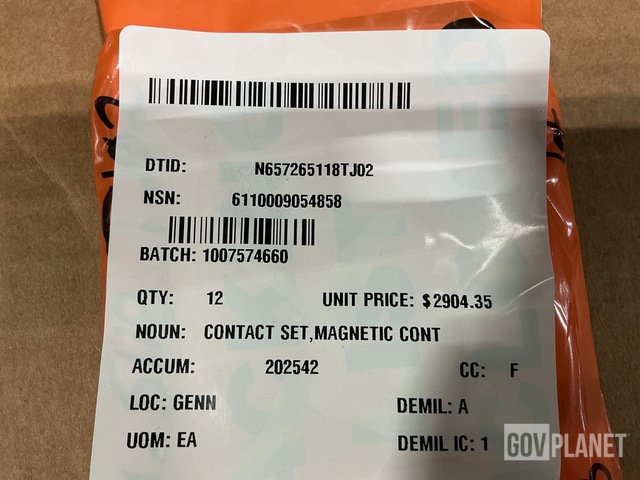 DTID: N657265118TJ02
NSN: 6110009054858
BATCH: 1007574660
QTY: 12 UNIT PRICE: $2904.35
NOUN: CONTACT SET,MAGNETIC CONT
ACCUM: 202542 CC: F
LOC: GENN DEMIL: A
UOM: EA DEMIL IC: 1
GOVPLANET